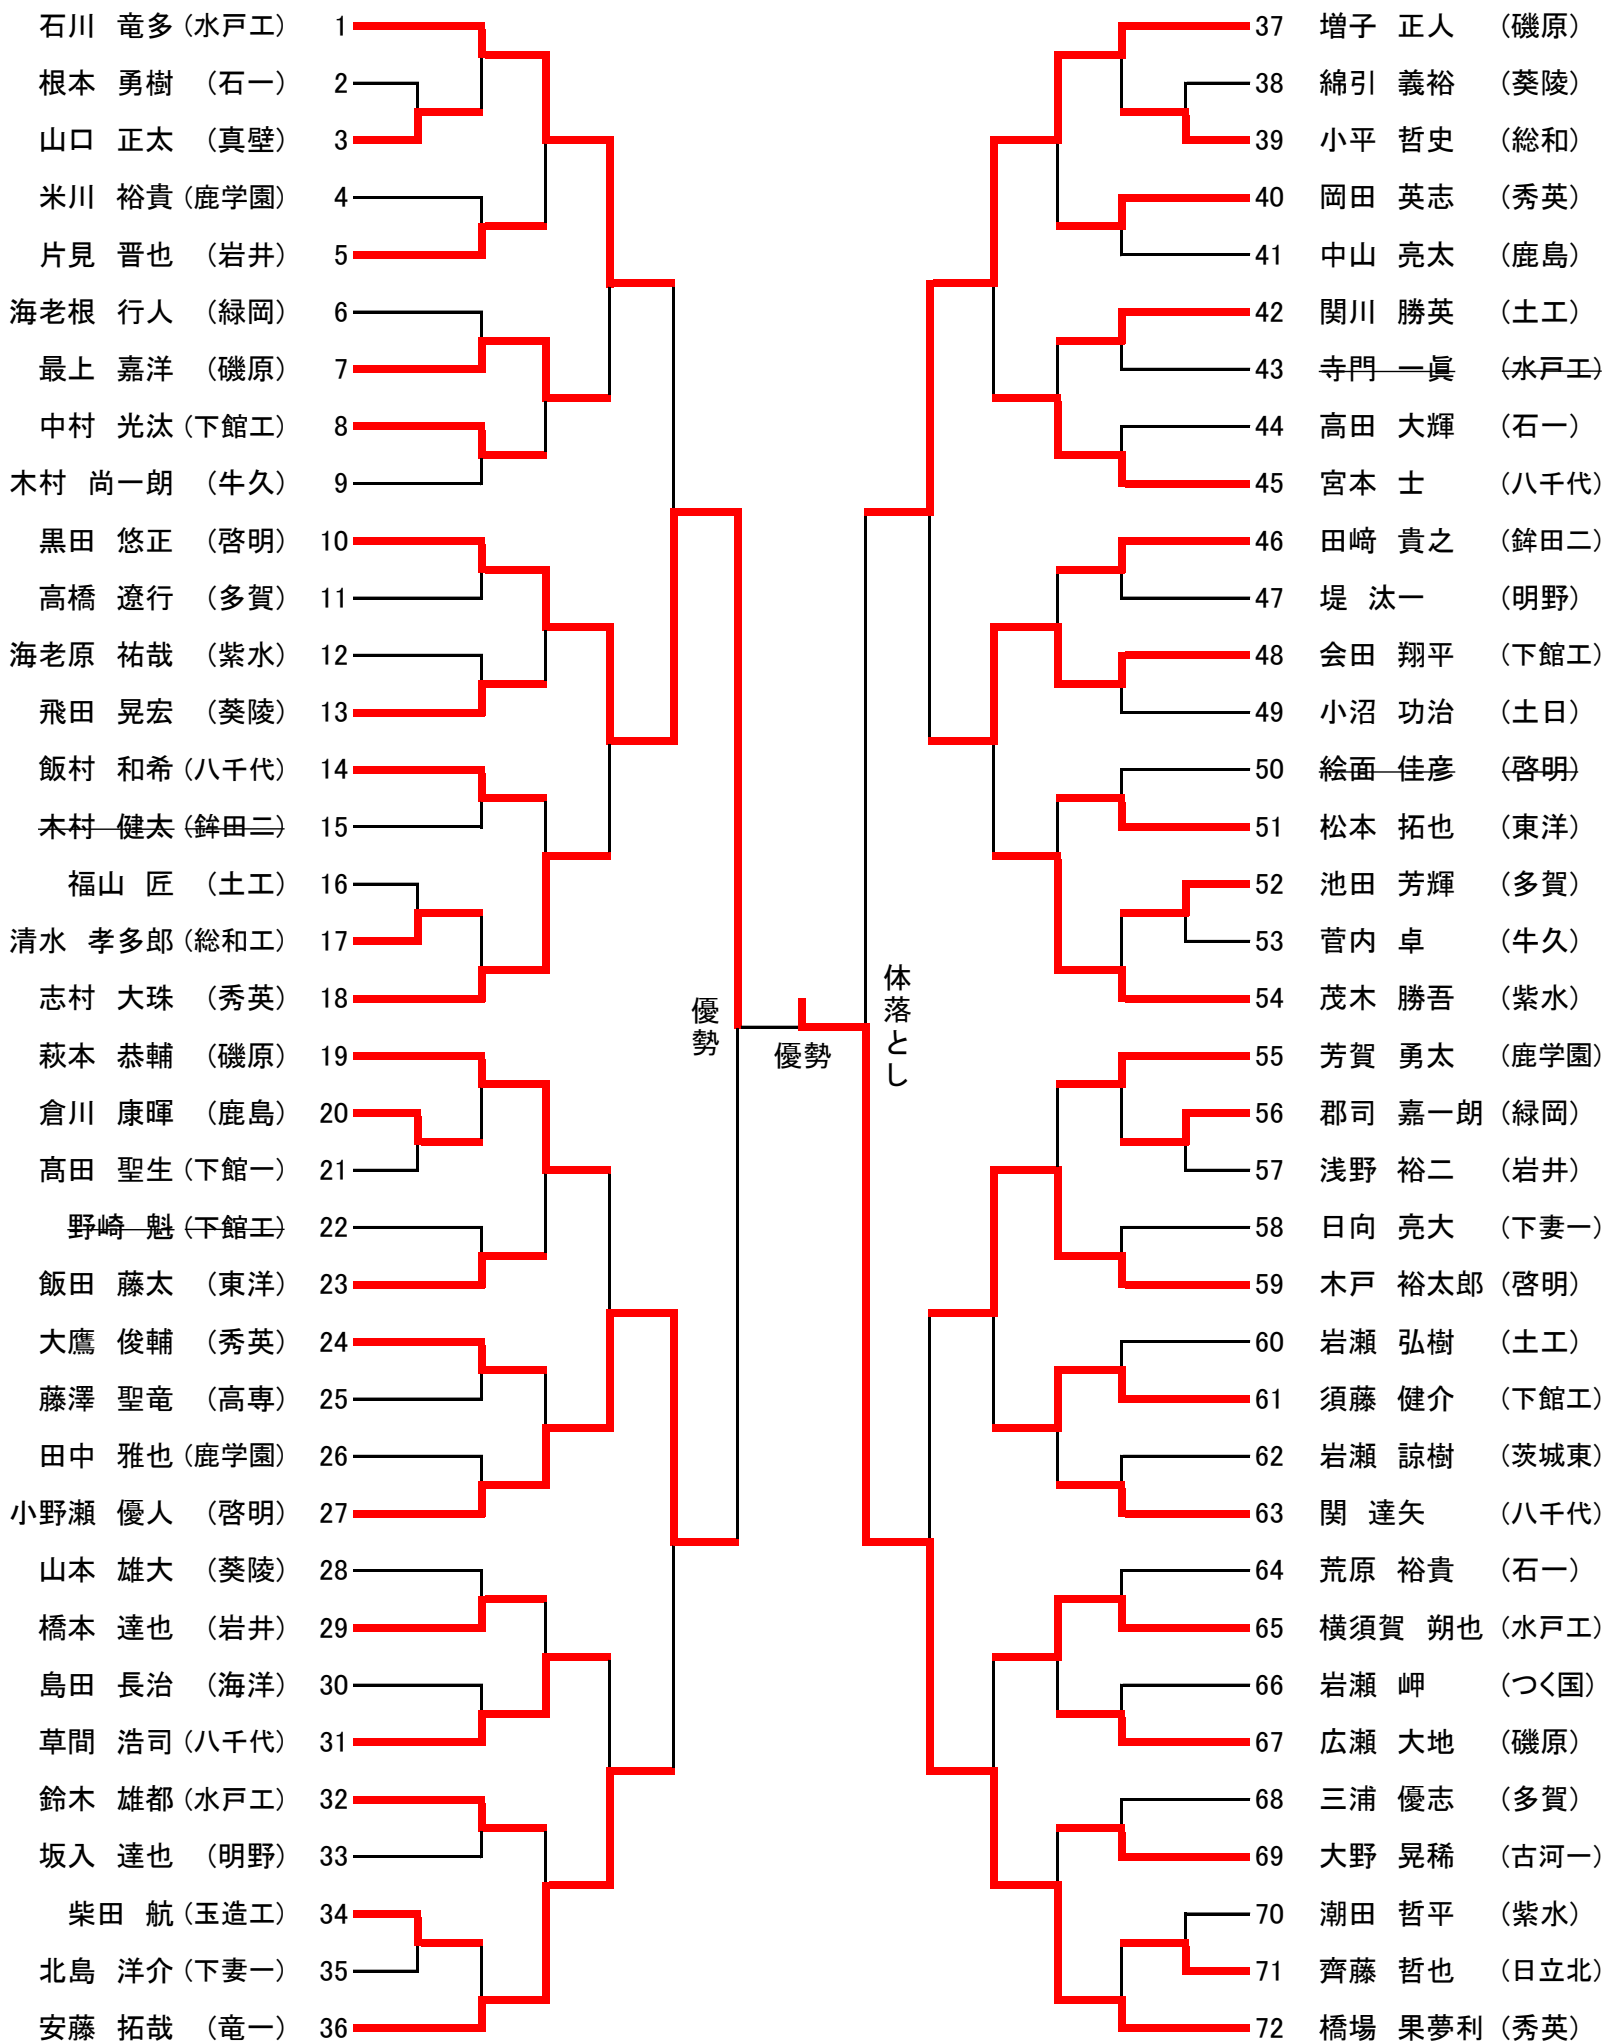 石川 竜多 (水戸工) 1
根本 勇樹 (石一) 2
山口 正太 (真壁) 3
米川 裕貴 (鹿学園) 4
片見 晋也 (岩井) 5
海老根 行人 (緑岡) 6
最上 嘉洋 (磯原) 7
中村 光汰 (下館工) 8
木村 尚一朗 (牛久) 9
黒田 悠正 (啓明) 10
高橋 遼行 (多賀) 11
海老原 祐哉 (紫水) 12
飛田 晃宏 (葵陵) 13
飯村 和希 (八千代) 14
木村 健太 (鉾田二) 15
福山 匠 (土工) 16
清水 孝多郎 (総和工) 17
志村 大珠 (秀英) 18
萩本 恭輔 (磯原) 19
倉川 康暉 (鹿島) 20
髙田 聖生 (下館一) 21
野崎 魁 (下館工) 22
飯田 藤太 (東洋) 23
大鷹 俊輔 (秀英) 24
藤澤 聖竜 (高専) 25
田中 雅也 (鹿学園) 26
小野瀬 優人 (啓明) 27
山本 雄大 (葵陵) 28
橋本 達也 (岩井) 29
島田 長治 (海洋) 30
草間 浩司 (八千代) 31
鈴木 雄都 (水戸工) 32
坂入 達也 (明野) 33
柴田 航 (玉造工) 34
北島 洋介 (下妻一) 35
安藤 拓哉 (竜一) 36
優勢
優勢
体落とし
37 増子 正人 (磯原)
38 綿引 義裕 (葵陵)
39 小平 哲史 (総和)
40 岡田 英志 (秀英)
41 中山 亮太 (鹿島)
42 関川 勝英 (土工)
43 寺門 一眞 (水戸工)
44 高田 大輝 (石一)
45 宮本 士 (八千代)
46 田﨑 貴之 (鉾田二)
47 堤 汰一 (明野)
48 会田 翔平 (下館工)
49 小沼 功治 (土日)
50 絵面 佳彦 (啓明)
51 松本 拓也 (東洋)
52 池田 芳輝 (多賀)
53 菅内 卓 (牛久)
54 茂木 勝吾 (紫水)
55 芳賀 勇太 (鹿学園)
56 郡司 嘉一朗 (緑岡)
57 浅野 裕二 (岩井)
58 日向 亮大 (下妻一)
59 木戸 裕太郎 (啓明)
60 岩瀬 弘樹 (土工)
61 須藤 健介 (下館工)
62 岩瀬 諒樹 (茨城東)
63 関 達矢 (八千代)
64 荒原 裕貴 (石一)
65 横須賀 朔也 (水戸工)
66 岩瀬 岬 (つく国)
67 広瀬 大地 (磯原)
68 三浦 優志 (多賀)
69 大野 晃稀 (古河一)
70 潮田 哲平 (紫水)
71 齊藤 哲也 (日立北)
72 橋場 果夢利 (秀英)